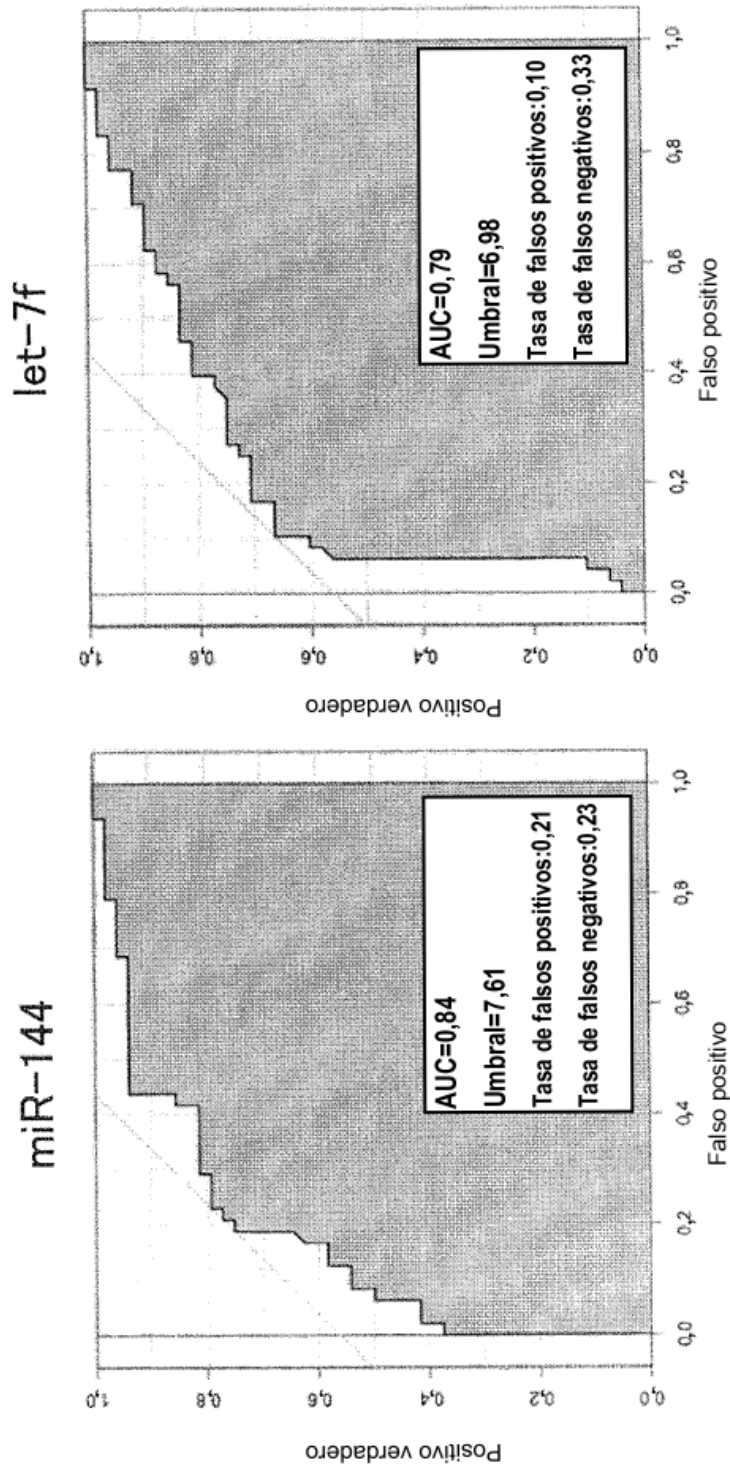 miR-144
Positivo verdadero
1,0
0,8
0,6
0,4
0,2
0,0
AUC=0,84
Umbral=7,61
Tasa de falsos positivos:0,21
Tasa de falsos negativos:0,23
0,0
0,2
0,4
0,6
0,8
1,0
Falso positivo
let-7f
Positivo verdadero
1,0
0,8
0,6
0,4
0,2
0,0
AUC=0,79
Umbral=6,98
Tasa de falsos positivos:0,10
Tasa de falsos negativos:0,33
0,0
0,2
0,4
0,6
0,8
1,0
Falso positivo